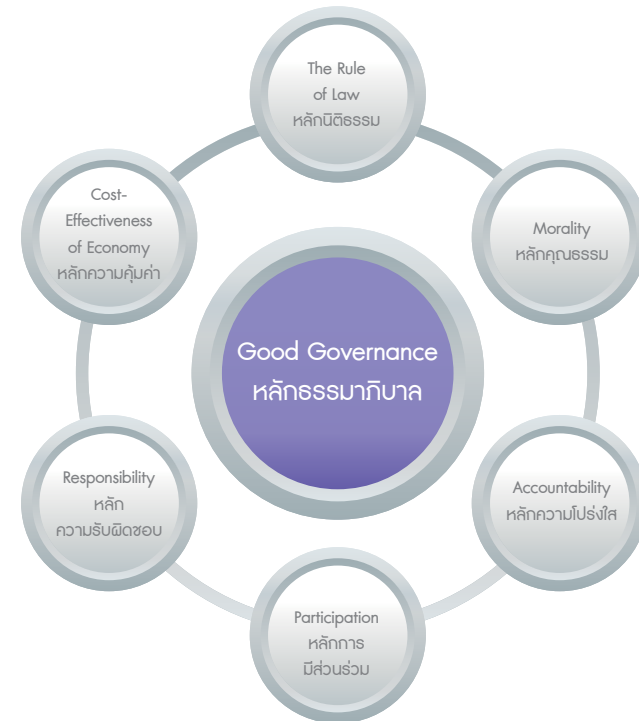 The Rule
of Law
หลักนิติธรรม
Cost-
Effectiveness
of Economy
หลักความคุ้มค่า
Morality
หลักคุณธรรม
Good Governance
หลักธรรมาภิบาล
Responsibility
หลัก
ความรับผิดชอบ
Accountability
หลักความโปร่งใส
Participation
หลักการ
มีส่วนร่วม